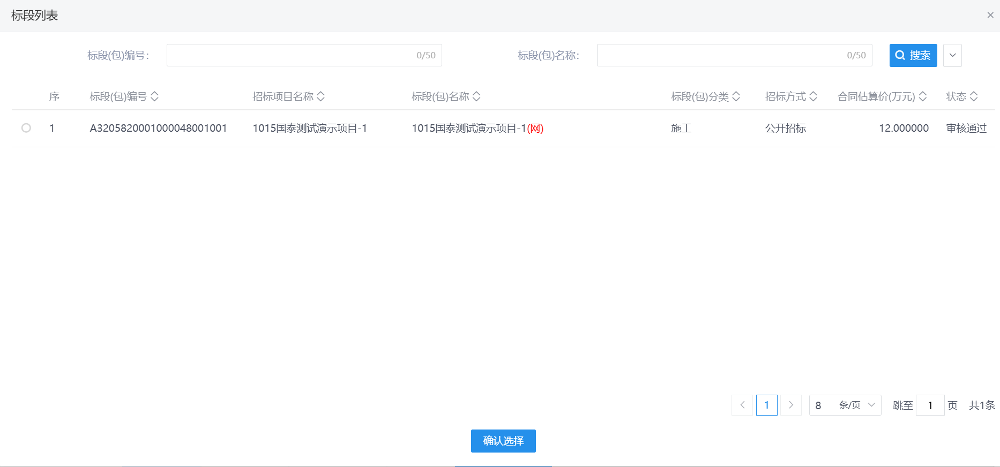 标段列表
标段(包)编号： 0/50 标段(包)名称： 0/50 搜索
序 标段(包)编号 招标项目名称 标段(包)名称 标段(包)分类 招标方式 合同估算价(万元) 状态
1 A3205820001000048001001 1015国泰测试演示项目-1 1015国泰测试演示项目-1(网) 施工 公开招标 12.000000 审核通过
1 8 条/页 跳至 1 页 共1条
确认选择